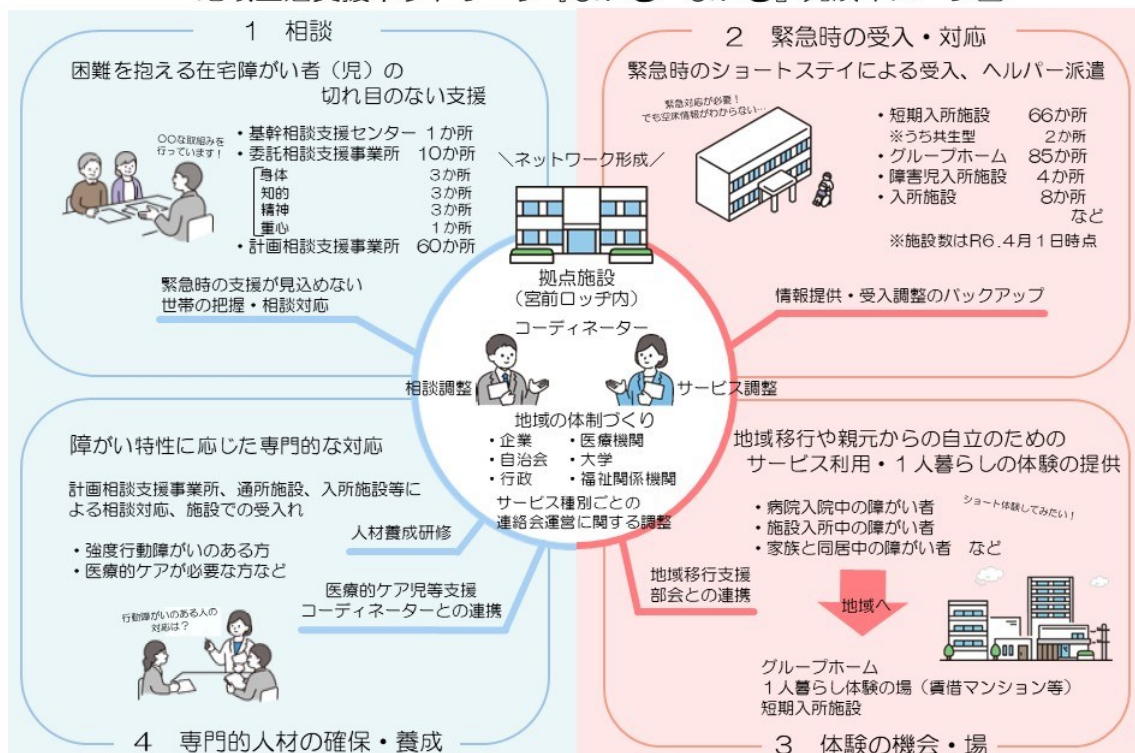 1 相談
困難を抱える在宅障がい者（児）の
切れ目のない支援
〇〇な取組みを
行っています！
・基幹相談支援センター 1か所
・委託相談支援事業所 10か所
身体 3か所
知的 3か所
精神 3か所
重心 1か所
・計画相談支援事業所 60か所
緊急時の支援が見込めない
世帯の把握・相談対応
2 緊急時の受入・対応
緊急時のショートステイによる受入、ヘルパー派遣
緊急対応が必要！
でも空床情報がわからない…
・短期入所施設 66か所
※うち共生型 2か所
・グループホーム 85か所
・障害児入所施設 4か所
・入所施設 8か所
など
※施設数はR6.4月1日時点
情報提供・受入調整のバックアップ
＼ネットワーク形成／
拠点施設
（宮前ロッヂ内）
コーディネーター
相談調整
サービス調整
地域の体制づくり
・企業 ・医療機関
・自治会 ・大学
・行政 ・福祉関係機関
サービス種別ごとの
連絡会運営に関する調整
障がい特性に応じた専門的な対応
計画相談支援事業所、通所施設、入所施設等に
よる相談対応、施設での受入れ
・強度行動障がいのある方
・医療的ケアが必要な方など
人材養成研修
医療的ケア児等支援
コーディネーターとの連携
行動障がいのある人の
対応は？
4 専門的人材の確保・養成
地域移行や親元からの自立のための
サービス利用・1人暮らしの体験の提供
・病院入院中の障がい者
・施設入所中の障がい者
・家族と同居中の障がい者 など
ショート体験してみたい！
地域移行支援
部会との連携
地域へ
グループホーム
1人暮らし体験の場（賃借マンション等）
短期入所施設
3 体験の機会・場